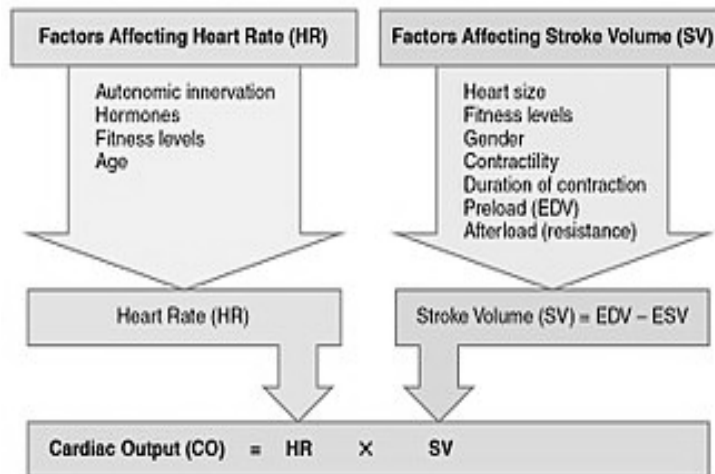 Factors Affecting Heart Rate (HR)
Autonomic innervation
Hormones
Fitness levels
Age
Factors Affecting Stroke Volume (SV)
Heart size
Fitness levels
Gender
Contractility
Duration of contraction
Preload (EDV)
Afterload (resistance)
Heart Rate (HR)
Stroke Volume (SV) = EDV – ESV
Cardiac Output (CO) = HR × SV